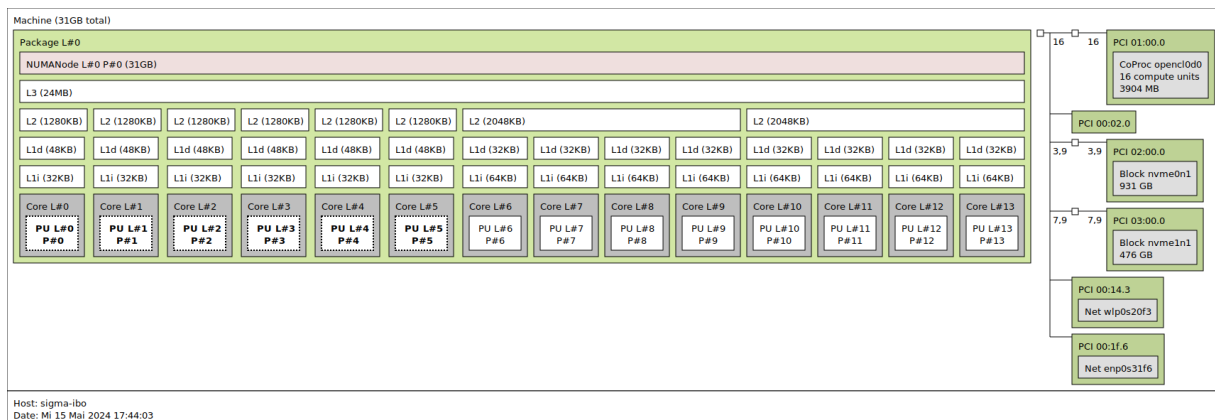 Machine (31GB total)
Package L#0
NUMANode L#0 P#0 (31GB)
L3 (24MB)
L2 (1280KB) L2 (1280KB) L2 (1280KB) L2 (1280KB) L2 (1280KB) L2 (1280KB) L2 (2048KB) L2 (2048KB)
L1d (48KB) L1d (48KB) L1d (48KB) L1d (48KB) L1d (48KB) L1d (48KB) L1d (32KB) L1d (32KB) L1d (32KB) L1d (32KB) L1d (32KB) L1d (32KB) L1d (32KB) L1d (32KB)
L1i (32KB) L1i (32KB) L1i (32KB) L1i (32KB) L1i (32KB) L1i (32KB) L1i (64KB) L1i (64KB) L1i (64KB) L1i (64KB) L1i (64KB) L1i (64KB) L1i (64KB) L1i (64KB)
Core L#0 Core L#1 Core L#2 Core L#3 Core L#4 Core L#5 Core L#6 Core L#7 Core L#8 Core L#9 Core L#10 Core L#11 Core L#12 Core L#13
PU L#0 PU L#1 PU L#2 PU L#3 PU L#4 PU L#5 PU L#6 PU L#7 PU L#8 PU L#9 PU L#10 PU L#11 PU L#12 PU L#13
P#0 P#1 P#2 P#3 P#4 P#5 P#6 P#7 P#8 P#9 P#10 P#11 P#12 P#13
16 16 PCI 01:00.0
CoProc opencl0d0
16 compute units
3904 MB
PCI 00:02.0
3,9 3,9 PCI 02:00.0
Block nvme0n1
931 GB
7,9 7,9 PCI 03:00.0
Block nvme1n1
476 GB
PCI 00:14.3
Net wlp0s20f3
PCI 00:1f.6
Net enp0s31f6
Host: sigma-ibo
Date: Mi 15 Mai 2024 17:44:03